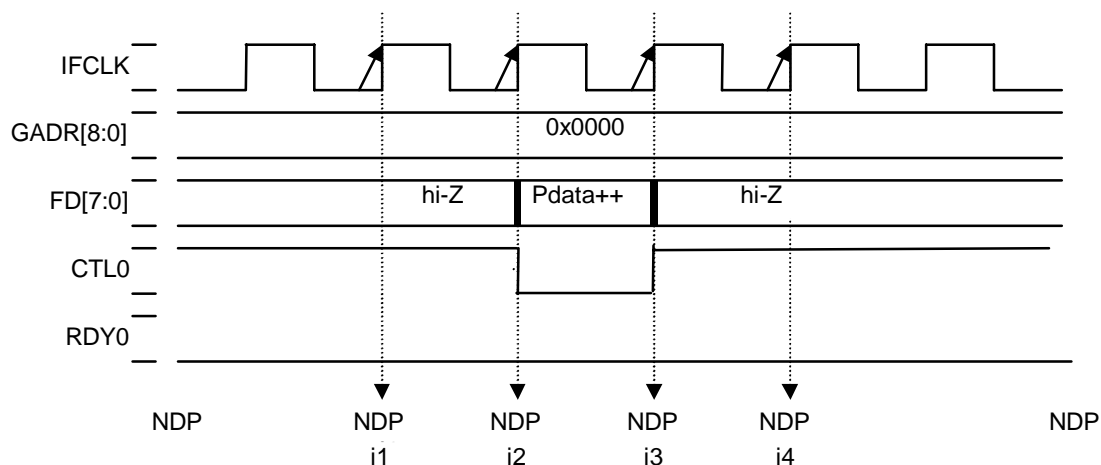 IFCLK
GADR[8:0]
0x0000
FD[7:0]
hi-Z
Pdata++
hi-Z
CTL0
RDY0
NDP NDP NDP NDP NDP NDP
i1 i2 i3 i4